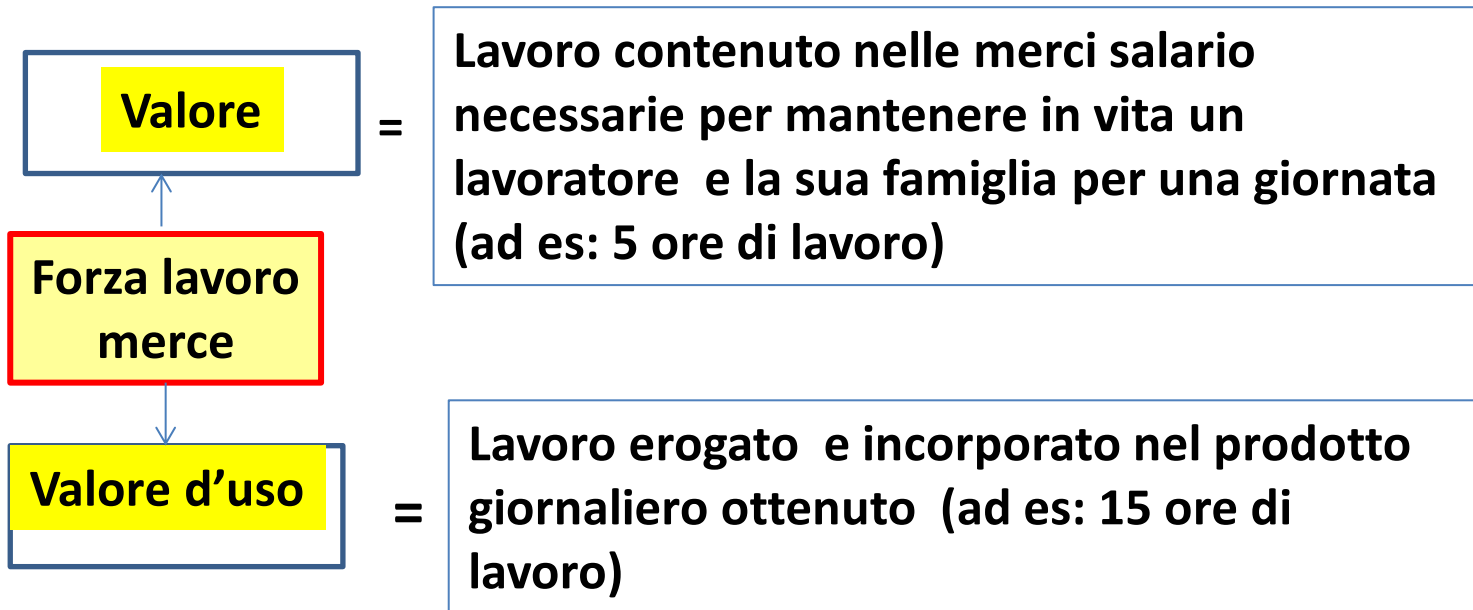 Valore
=
Lavoro contenuto nelle merci salario
necessarie per mantenere in vita un
lavoratore e la sua famiglia per una giornata
(ad es: 5 ore di lavoro)
Forza lavoro
merce
Valore d’uso
=
Lavoro erogato e incorporato nel prodotto
giornaliero ottenuto (ad es: 15 ore di
lavoro)